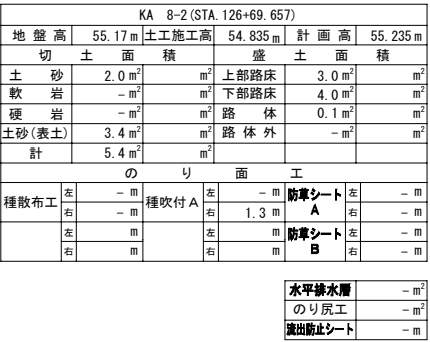 KA 8-2(STA.126+69.657)
地盤高 55.17m 土工施工高 54.835m 計画高 55.235m
切土面積 盛土面積
土砂 2.0m² m² 上部路床 3.0m² m²
軟岩 －m² m² 下部路床 4.0m² m²
硬岩 －m² m² 路体 0.1m² m²
土砂(表土) 3.4m² m² 路体外 －m² m²
計 5.4m² m²
のり面工
種散布工 左 －m 種吹付A 左 －m 防草シートA 左 －m
右 －m 右 1.3m 右 －m
左 m 左 m 防草シートB 左 －m
右 m 右 m 右 －m
水平排水層 －m²
のり尻工 －m²
流出防止シート －m